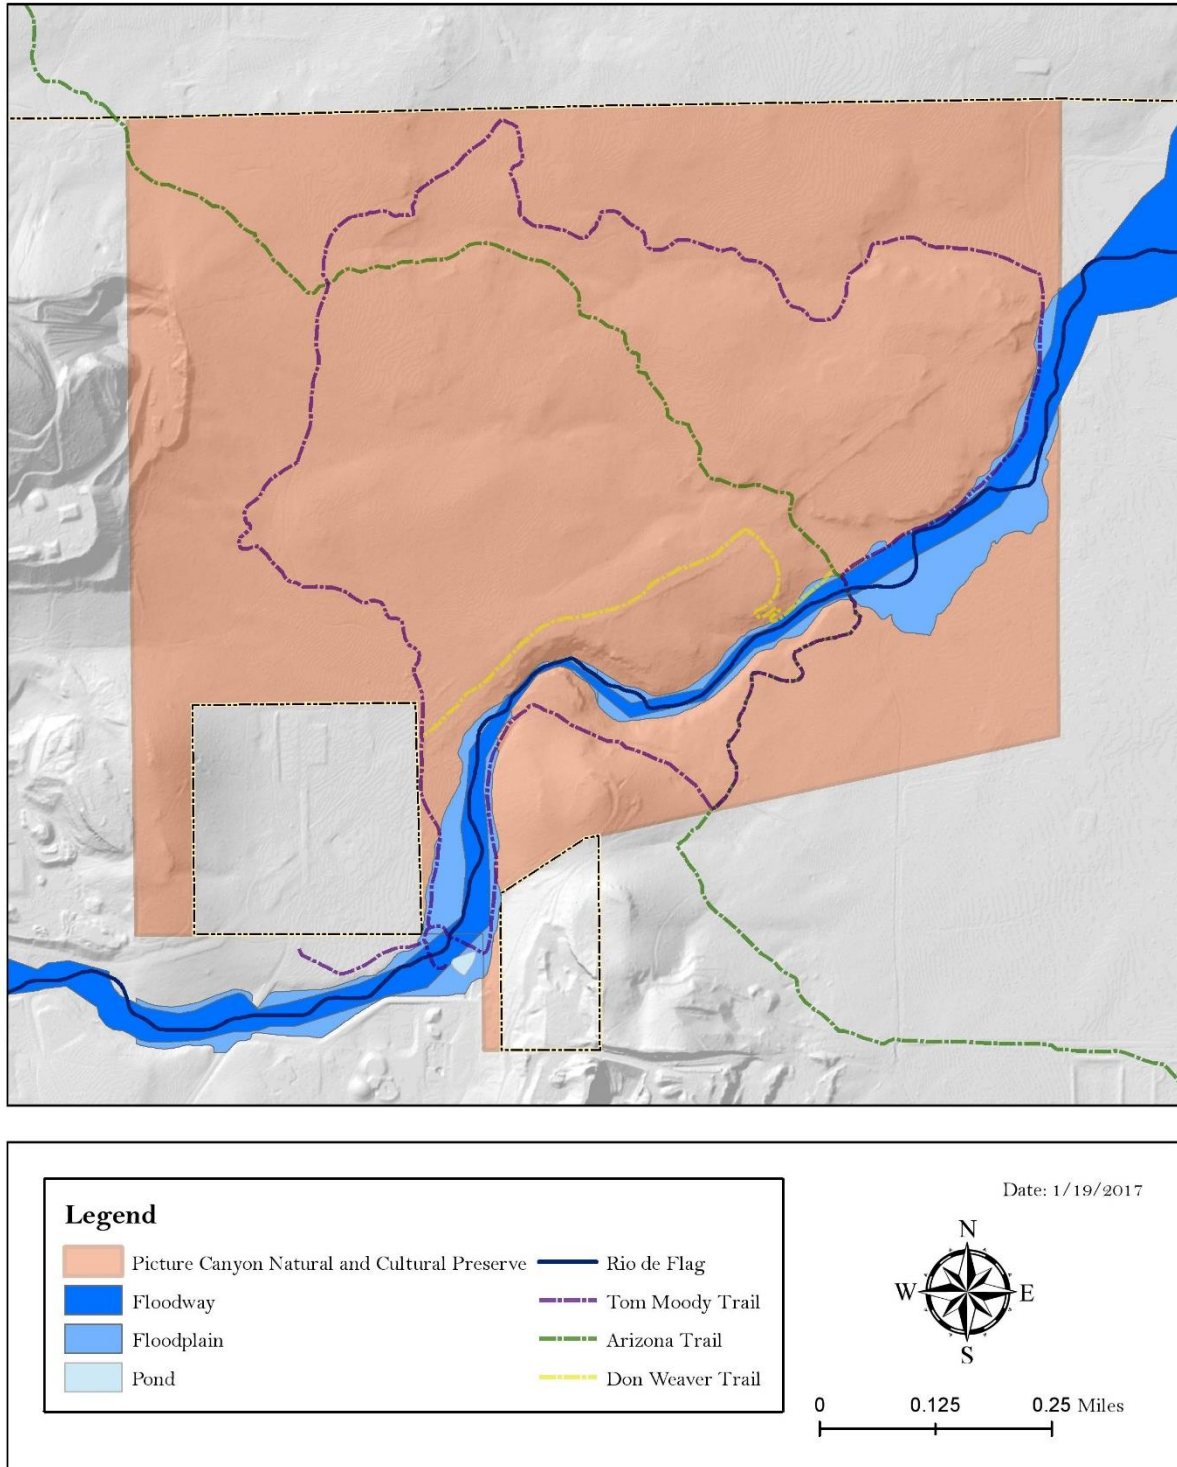 Date: 1/19/2017
Legend
Picture Canyon Natural and Cultural Preserve
Floodway
Floodplain
Pond
Rio de Flag
Tom Moody Trail
Arizona Trail
Don Weaver Trail
N
W E
S
0 0.125 0.25 Miles